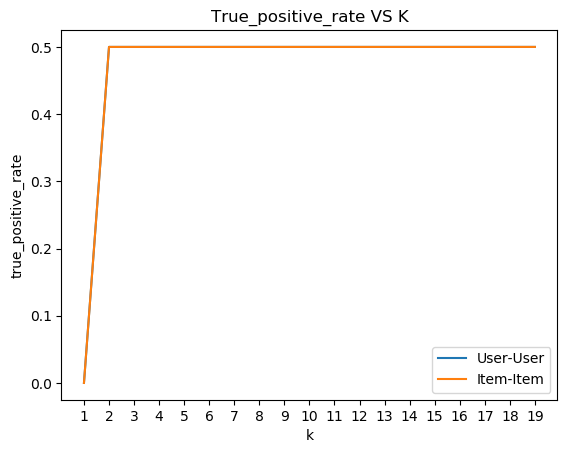 True_positive_rate VS K
true_positive_rate
0.5
0.4
0.3
0.2
0.1
0.0
User-User
Item-Item
1 2 3 4 5 6 7 8 9 10 11 12 13 14 15 16 17 18 19
k